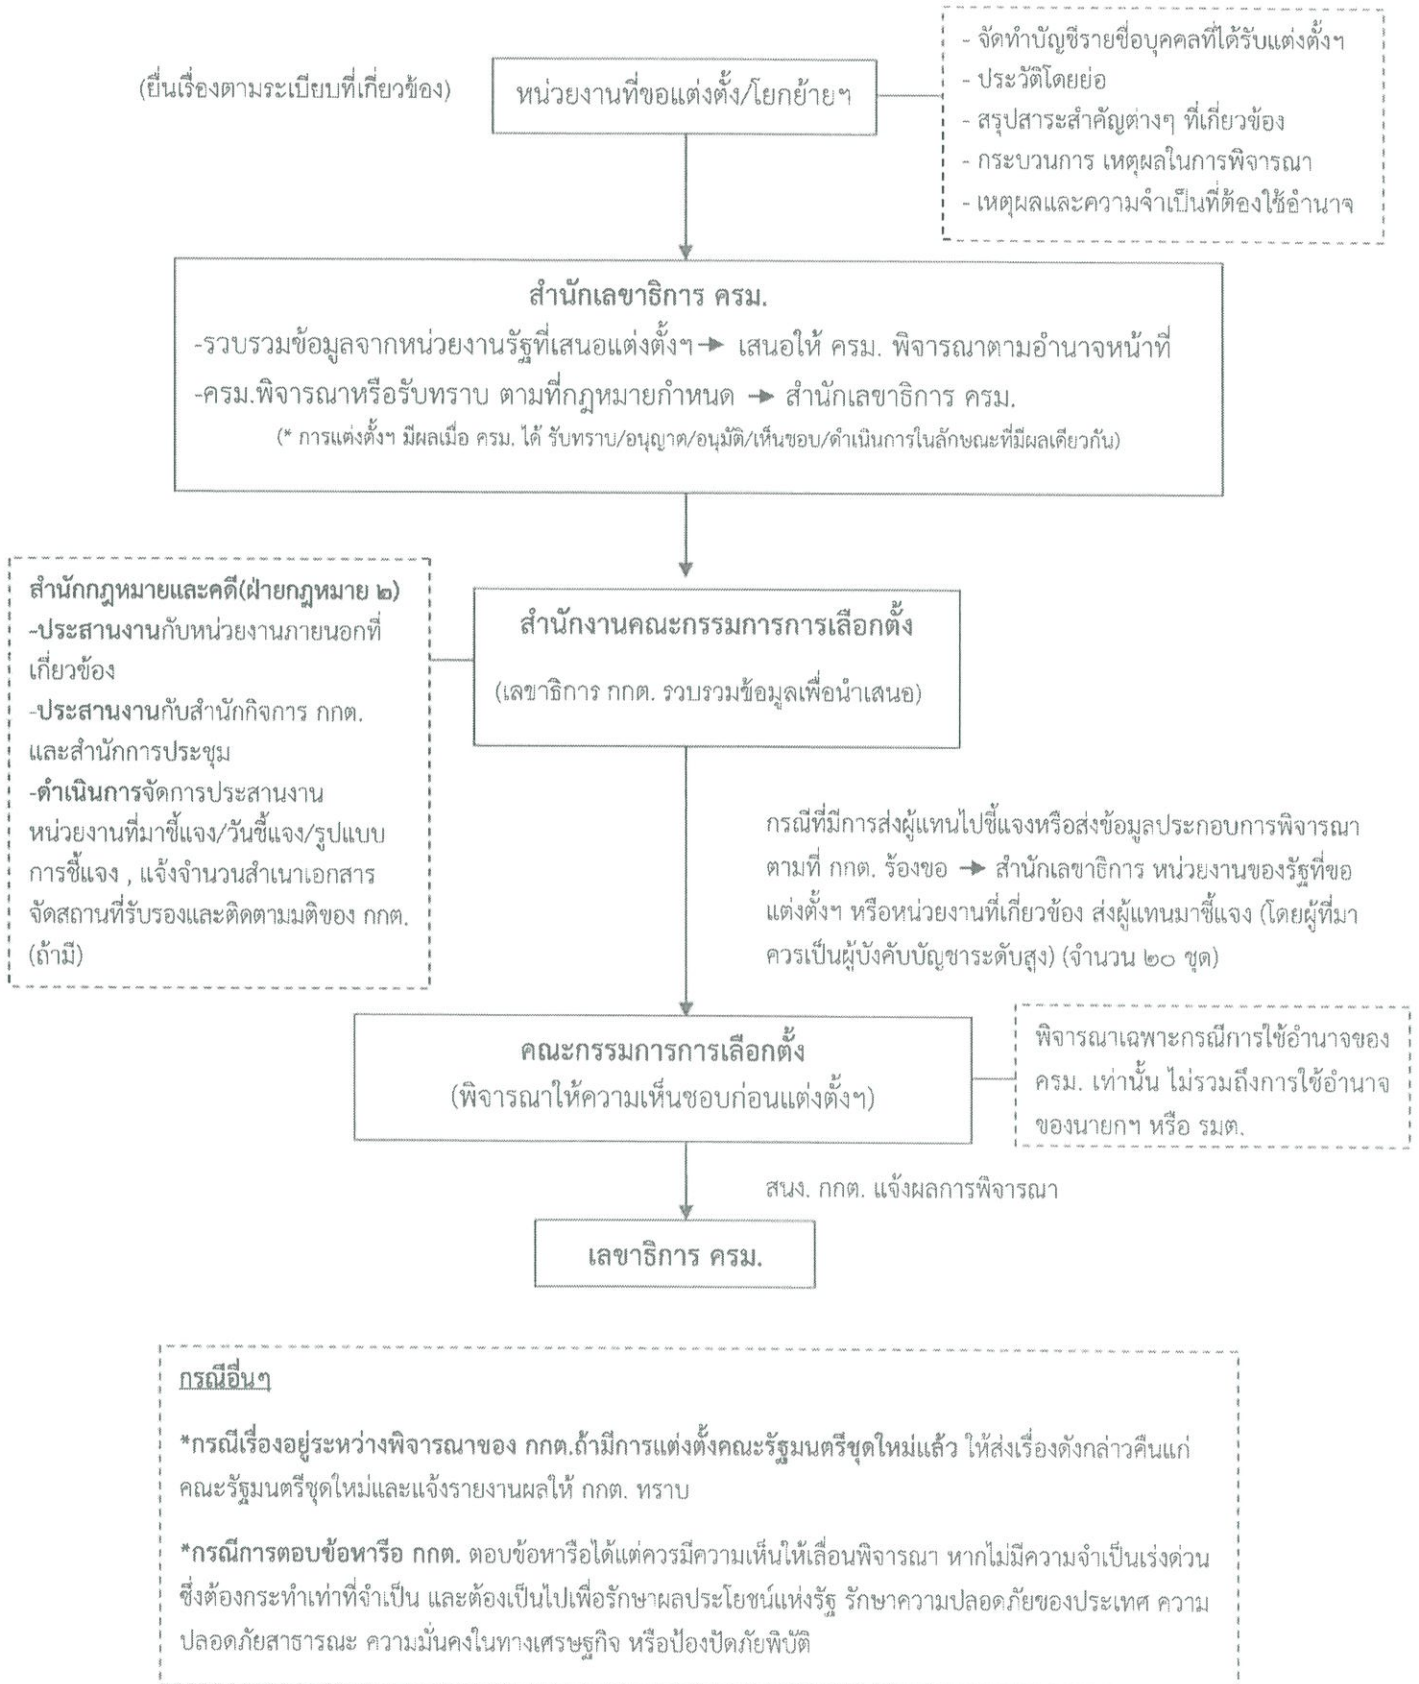 (ยื่นเรื่องตามระเบียบที่เกี่ยวข้อง)
หน่วยงานที่ขอแต่งตั้ง/โยกย้ายฯ
- จัดทำบัญชีรายชื่อบุคคลที่ได้รับแต่งตั้งฯ
- ประวัติโดยย่อ
- สรุปสาระสำคัญต่างๆ ที่เกี่ยวข้อง
- กระบวนการ เหตุผลในการพิจารณา
- เหตุผลและความจำเป็นที่ต้องใช้อำนาจ
สำนักเลขาธิการ ครม.
-รวบรวมข้อมูลจากหน่วยงานรัฐที่เสนอแต่งตั้งฯ➔ เสนอให้ ครม. พิจารณาตามอำนาจหน้าที่
-ครม.พิจารณาหรือรับทราบ ตามที่กฎหมายกำหนด ➔ สำนักเลขาธิการ ครม.
(* การแต่งตั้งฯ มีผลเมื่อ ครม. ได้ รับทราบ/อนุญาต/อนุมัติ/เห็นชอบ/ดำเนินการในลักษณะที่มีผลเดียวกัน)
สำนักกฎหมายและคดี(ฝ่ายกฎหมาย ๒)
-ประสานงานกับหน่วยงานภายนอกที่
เกี่ยวข้อง
-ประสานงานกับสำนักกิจการ กกต.
และสำนักการประชุม
-ดำเนินการจัดการประสานงาน
หน่วยงานที่มาชี้แจง/วันชี้แจง/รูปแบบ
การชี้แจง , แจ้งจำนวนสำเนาเอกสาร
จัดสถานที่รับรองและติดตามมติของ กกต.
(ถ้ามี)
สำนักงานคณะกรรมการการเลือกตั้ง
(เลขาธิการ กกต. รวบรวมข้อมูลเพื่อนำเสนอ)
กรณีที่มีการส่งผู้แทนไปชี้แจงหรือส่งข้อมูลประกอบการพิจารณา
ตามที่ กกต. ร้องขอ ➔ สำนักเลขาธิการ หน่วยงานของรัฐที่ขอ
แต่งตั้งฯ หรือหน่วยงานที่เกี่ยวข้อง ส่งผู้แทนมาชี้แจง (โดยผู้ที่มา
ควรเป็นผู้บังคับบัญชาระดับสูง) (จำนวน ๒๐ ชุด)
คณะกรรมการการเลือกตั้ง
(พิจารณาให้ความเห็นชอบก่อนแต่งตั้งฯ)
พิจารณาเฉพาะกรณีการใช้อำนาจของ
ครม. เท่านั้น ไม่รวมถึงการใช้อำนาจ
ของนายกฯ หรือ รมต.
สนง. กกต. แจ้งผลการพิจารณา
เลขาธิการ ครม.
กรณีอื่นๆ
*กรณีเรื่องอยู่ระหว่างพิจารณาของ กกต.ถ้ามีการแต่งตั้งคณะรัฐมนตรีชุดใหม่แล้ว ให้ส่งเรื่องดังกล่าวคืนแก่
คณะรัฐมนตรีชุดใหม่และแจ้งรายงานผลให้ กกต. ทราบ
*กรณีการตอบข้อหารือ กกต. ตอบข้อหารือได้แต่ควรมีความเห็นให้เลื่อนพิจารณา หากไม่มีความจำเป็นเร่งด่วน
ซึ่งต้องกระทำเท่าที่จำเป็น และต้องเป็นไปเพื่อรักษาผลประโยชน์แห่งรัฐ รักษาความปลอดภัยของประเทศ ความ
ปลอดภัยสาธารณะ ความมั่นคงในทางเศรษฐกิจ หรือป้องปัดภัยพิบัติ